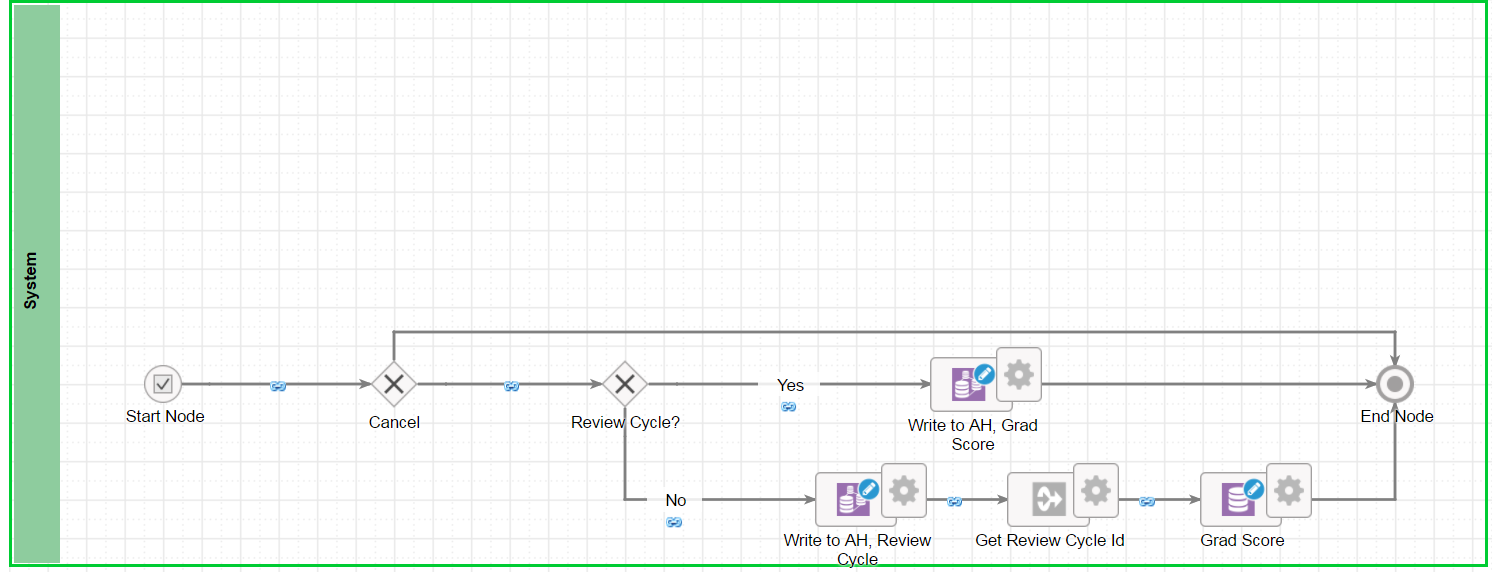 System
Start Node
Cancel
Review Cycle?
Yes
Write to AH, Grad
Score
End Node
No
Write to AH, Review
Cycle
Get Review Cycle Id
Grad Score